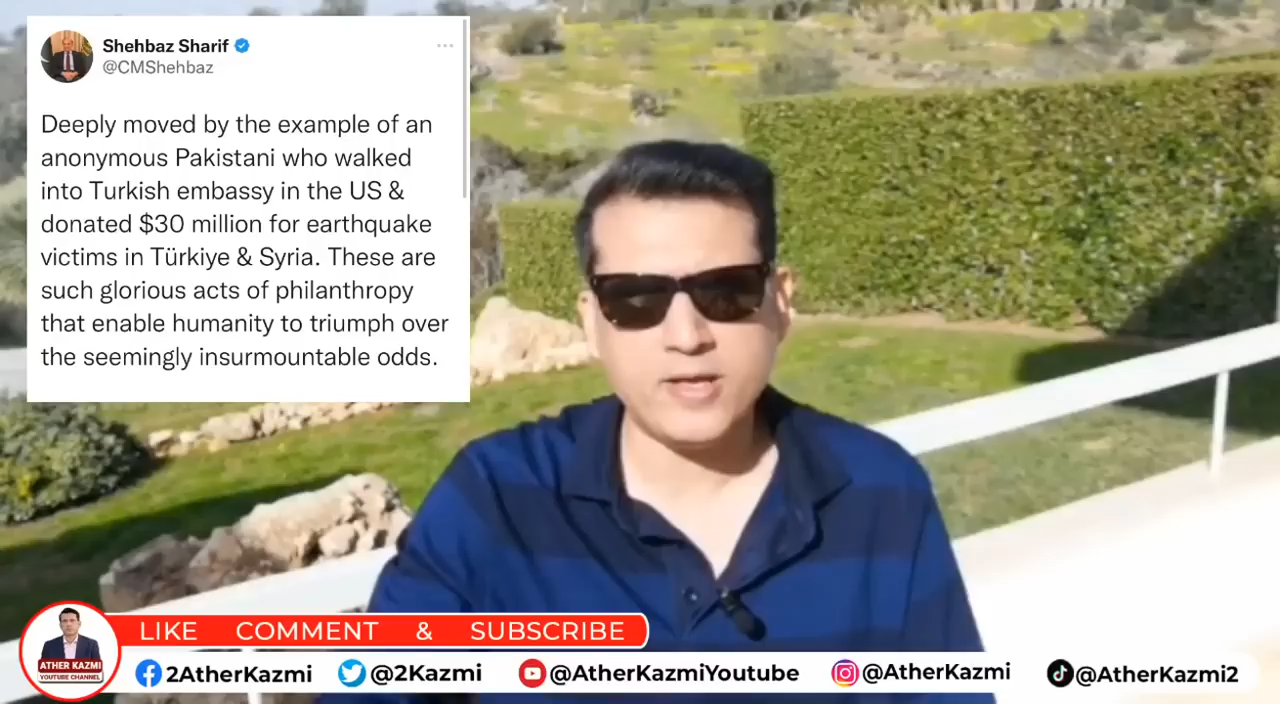 Shehbaz Sharif
@CMShehbaz
...
Deeply moved by the example of an
anonymous Pakistani who walked
into Turkish embassy in the US &
donated $30 million for earthquake
victims in Türkiye & Syria. These are
such glorious acts of philanthropy
that enable humanity to triumph over
the seemingly insurmountable odds.
LIKE COMMENT & SUBSCRIBE
ATHER KAZMI
YOUTUBE CHANNEL
2AtherKazmi @2Kazmi @AtherKazmiYoutube @AtherKazmi @AtherKazmi2